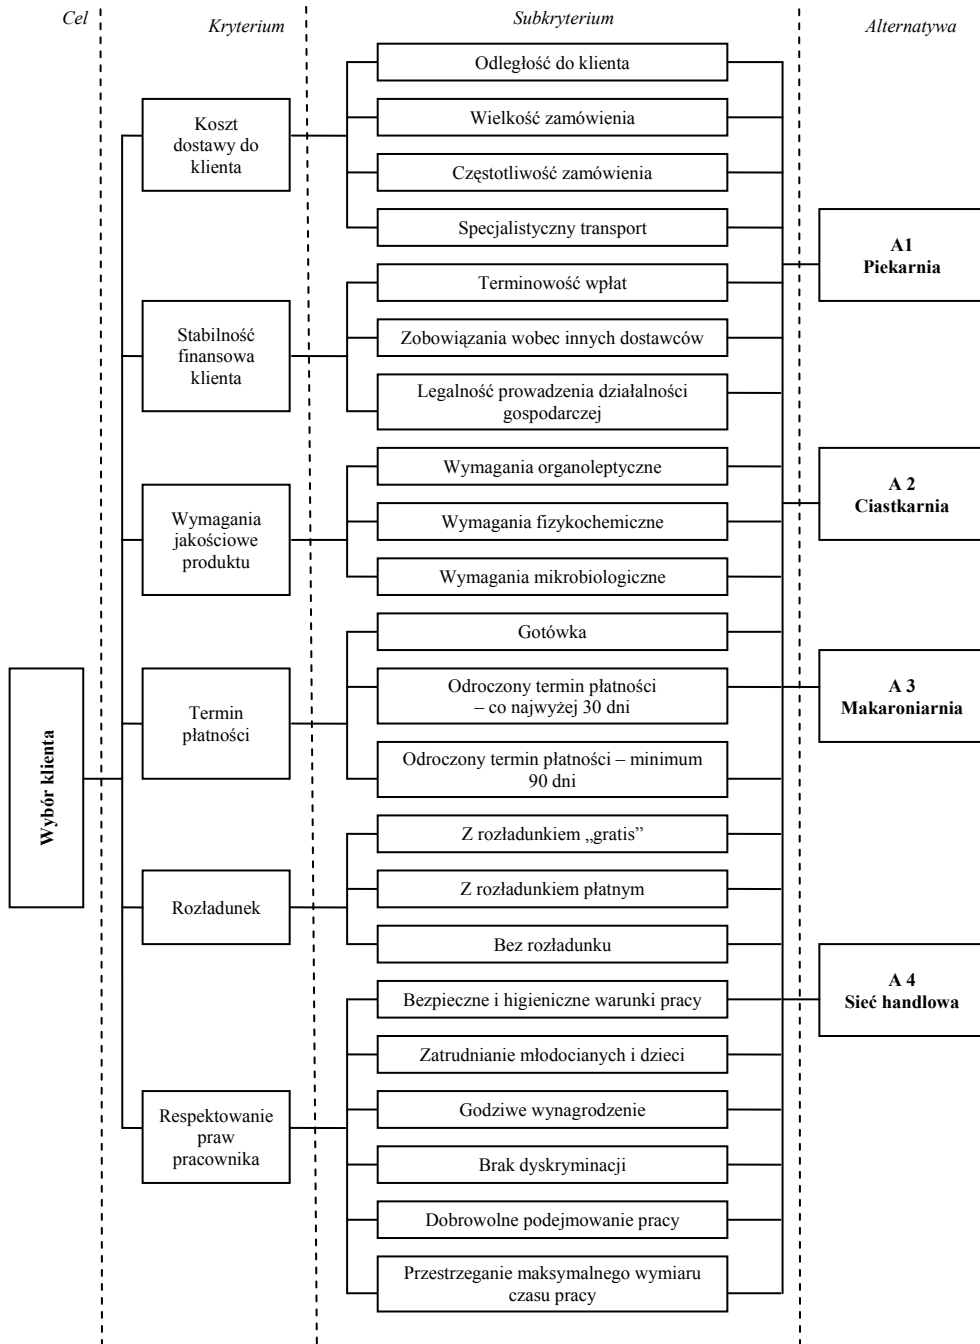 Cel
Kryterium
Subkryterium
Alternatywa
Wybór klienta
Koszt
dostawy do
klienta
Stabilność
finansowa
klienta
Wymagania
jakościowe
produktu
Termin
płatności
Rozładunek
Respektowanie
praw
pracownika
Odległość do klienta
Wielkość zamówienia
Częstotliwość zamówienia
Specjalistyczny transport
Terminowość wpłat
Zobowiązania wobec innych dostawców
Legalność prowadzenia działalności
gospodarczej
Wymagania organoleptyczne
Wymagania fizykochemiczne
Wymagania mikrobiologiczne
Gotówka
Odroczony termin płatności
– co najwyżej 30 dni
Odroczony termin płatności – minimum
90 dni
Z rozładunkiem „gratis”
Z rozładunkiem płatnym
Bez rozładunku
Bezpieczne i higieniczne warunki pracy
Zatrudnianie młodocianych i dzieci
Godziwe wynagrodzenie
Brak dyskryminacji
Dobrowolne podejmowanie pracy
Przestrzeganie maksymalnego wymiaru
czasu pracy
A1
Piekarnia
A 2
Ciastkarnia
A 3
Makaroniarnia
A 4
Sieć handlowa